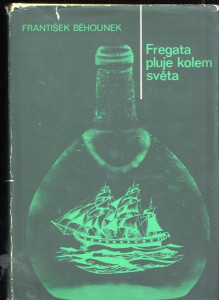 FRANTIŠEK BĚHOUNEK
Fregata
pluje kolem
světa